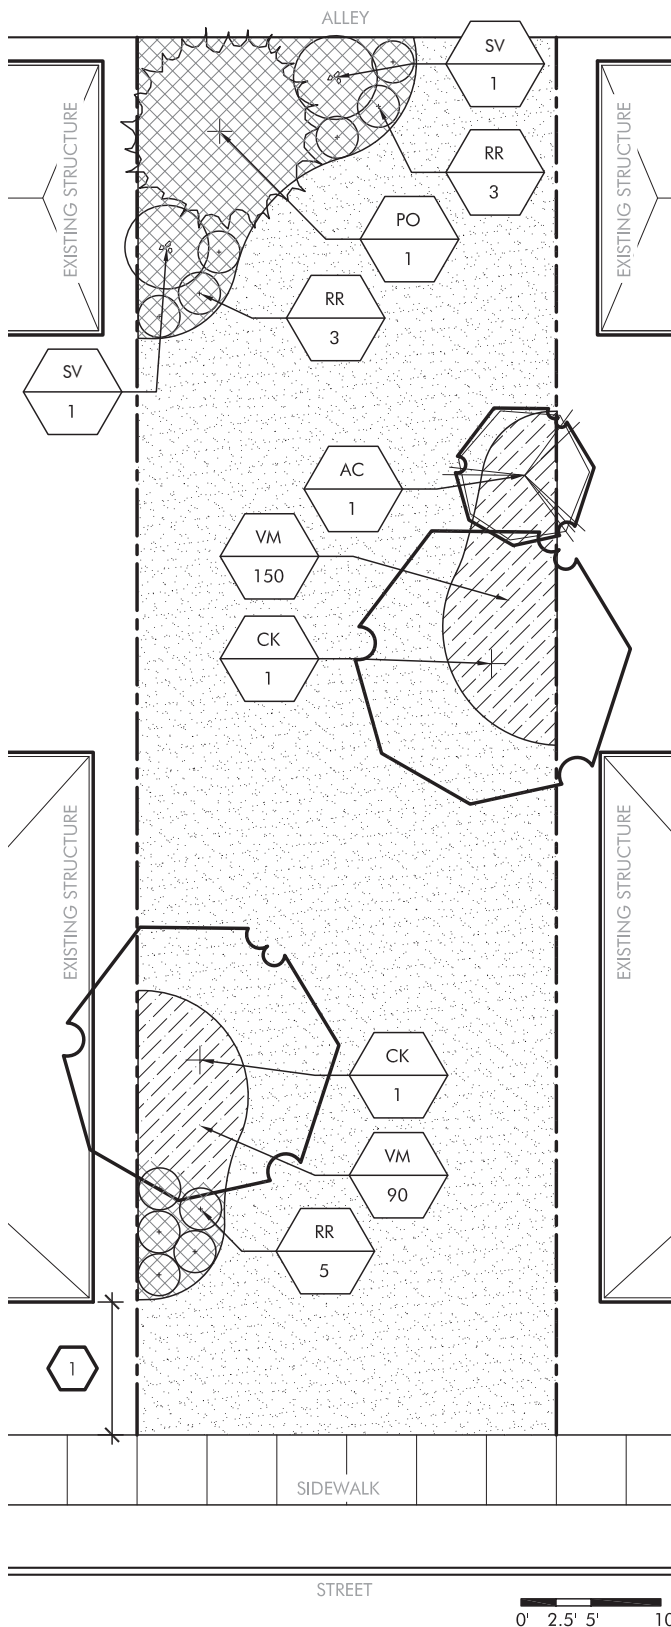 ALLEY
SV
1
EXISTING STRUCTURE
EXISTING STRUCTURE
RR
3
PO
1
RR
3
SV
1
AC
1
VM
150
CK
1
EXISTING STRUCTURE
EXISTING STRUCTURE
CK
1
VM
90
RR
5
1
SIDEWALK
STREET
0' 2.5' 5' 10